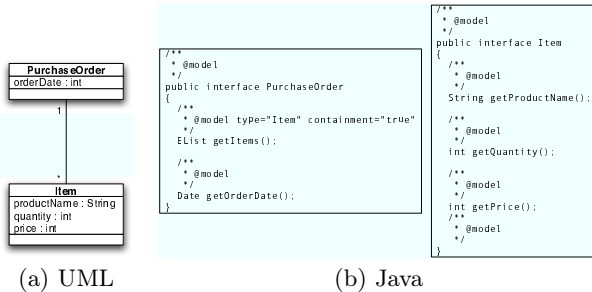 PurchaseOrder
orderDate : int
1
*
Item
productName : String
quantity : int
price : int
(a) UML
/**
* @model
*/
public interface PurchaseOrder
{
/**
* @model type="Item" containment="true"
*/
EList getItems();
/**
* @model
*/
Date getOrderDate();
}
/**
* @model
*/
public interface Item
{
/**
* @model
*/
String getProductName();
/**
* @model
*/
int getQuantity();
/**
* @model
*/
int getPrice();
/**
* @model
*/
}
(b) Java